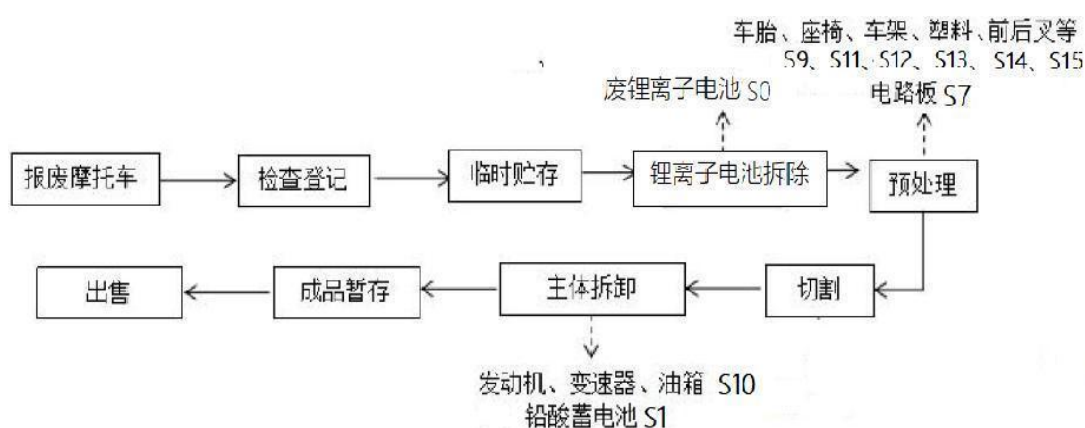 车胎、座椅、车架、塑料、前后叉等
S9、S11、S12、S13、S14、S15
废锂离子电池 S0
电路板 S7
报废摩托车
检查登记
临时贮存
锂离子电池拆除
预处理
出售
成品暂存
主体拆卸
切割
发动机、变速器、油箱 S10
铅酸蓄电池 S1